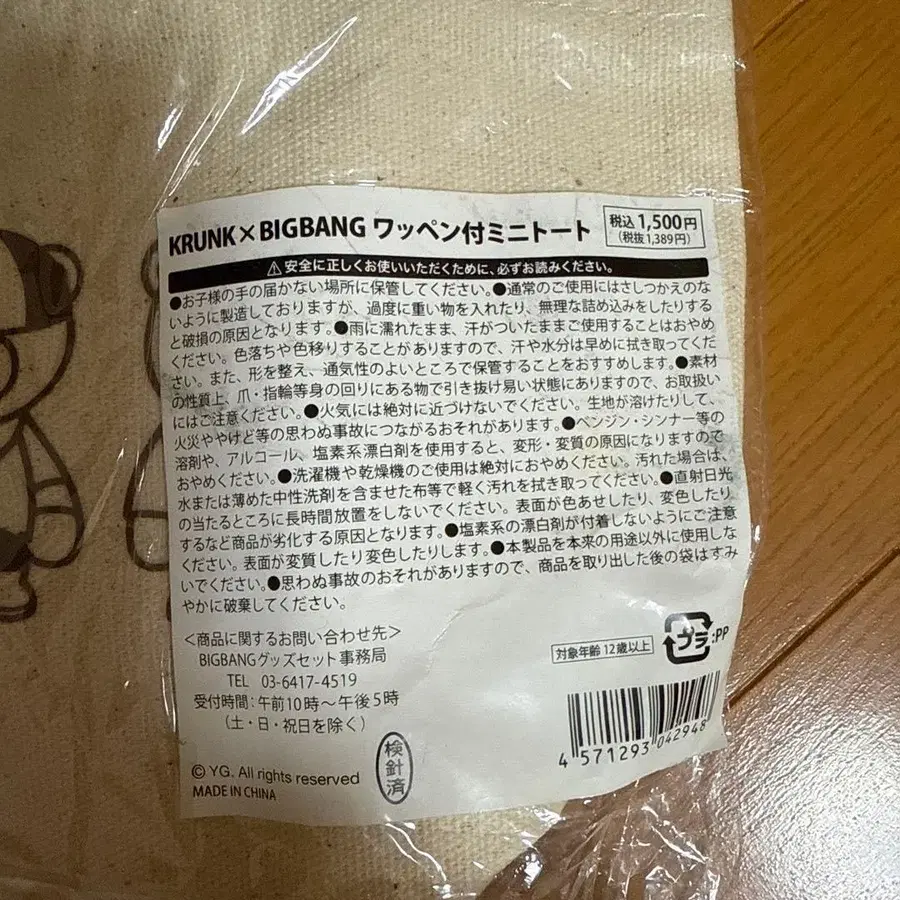 KRUNK×BIGBANG ワッペン付ミニトート
税込1,500円
(税抜1,389円)
⚠安全に正しくお使いいただくために、必ずお読みください。
●お子様の手の届かない場所に保管してください。●通常のご使用にはさしつかえのな
いように製造しておりますが、過度に重い物を入れたり、無理な詰め込みをしたりする
と破損の原因となります。●雨に濡れたまま、汗がついたままご使用することはおやめ
ください。色落ちや色移りすることがありますので、汗や水分は早めに拭き取ってくだ
さい。また、形を整え、通気性のよいところで保管することをおすすめします。●素材
の性質上、爪・指輪等身の回りにある物で引き抜け易い状態にありますので、お取扱い
にはご注意ください。●火気には絶対に近づけないでください。生地が溶けたりして、
火災ややけど等の思わぬ事故につながるおそれがあります。●ベンジン・シンナー等の
溶剤や、アルコール、塩素系漂白剤を使用すると、変形・変質の原因になりますので
おやめください。●洗濯機や乾燥機のご使用は絶対におやめください。汚れた場合は、
水または薄めた中性洗剤を含ませた布等で軽く汚れを拭き取ってください。●直射日光
の当たるところに長時間放置をしないでください。表面が色あせしたり、変色したり
するなど商品が劣化する原因となります。●塩素系の漂白剤が付着しないようにご注意
ください。表面が変質したり変色したりします。●本製品を本来の用途以外に使用しな
いでください。●思わぬ事故のおそれがありますので、商品を取り出した後の袋はすみ
やかに破棄してください。
<商品に関するお問い合わせ先>
BIGBANGグッズセット事務局
TEL 03-6417-4519
受付時間:午前10時〜午後5時
(土・日・祝日を除く)
対象年齢 12歳以上
プラ :PP
4 571293 042948
検針済
© YG. All rights reserved
MADE IN CHINA